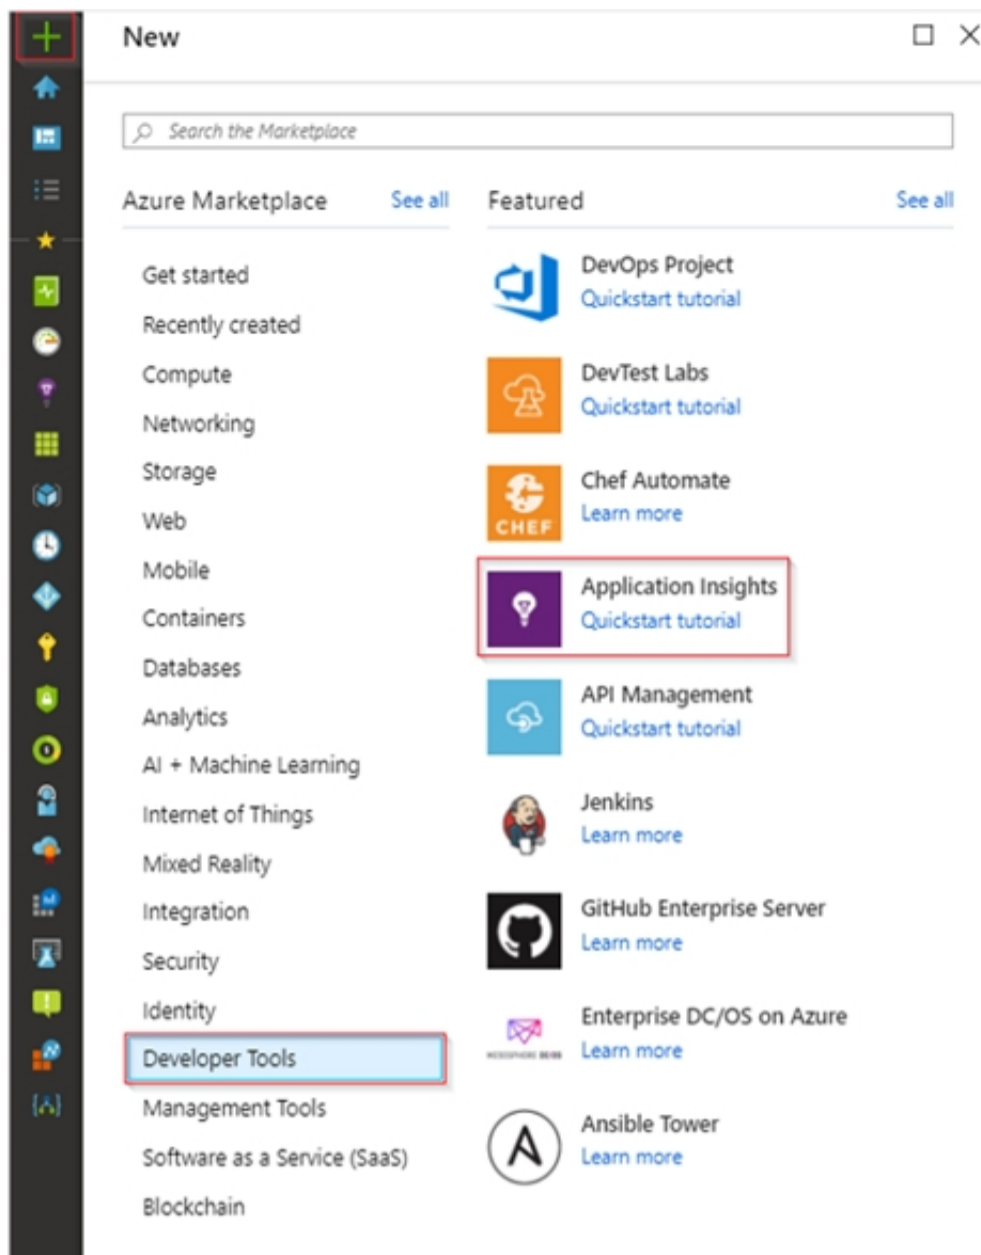 New
Search the Marketplace
Azure Marketplace
See all
Get started
Recently created
Compute
Networking
Storage
Web
Mobile
Containers
Databases
Analytics
AI + Machine Learning
Internet of Things
Mixed Reality
Integration
Security
Identity
Developer Tools
Management Tools
Software as a Service (SaaS)
Blockchain
Featured
See all
DevOps Project
Quickstart tutorial
DevTest Labs
Quickstart tutorial
CHEF
Chef Automate
Learn more
Application Insights
Quickstart tutorial
API Management
Quickstart tutorial
Jenkins
Learn more
GitHub Enterprise Server
Learn more
MESOSPHERE DC/OS
Enterprise DC/OS on Azure
Learn more
Ansible Tower
Learn more